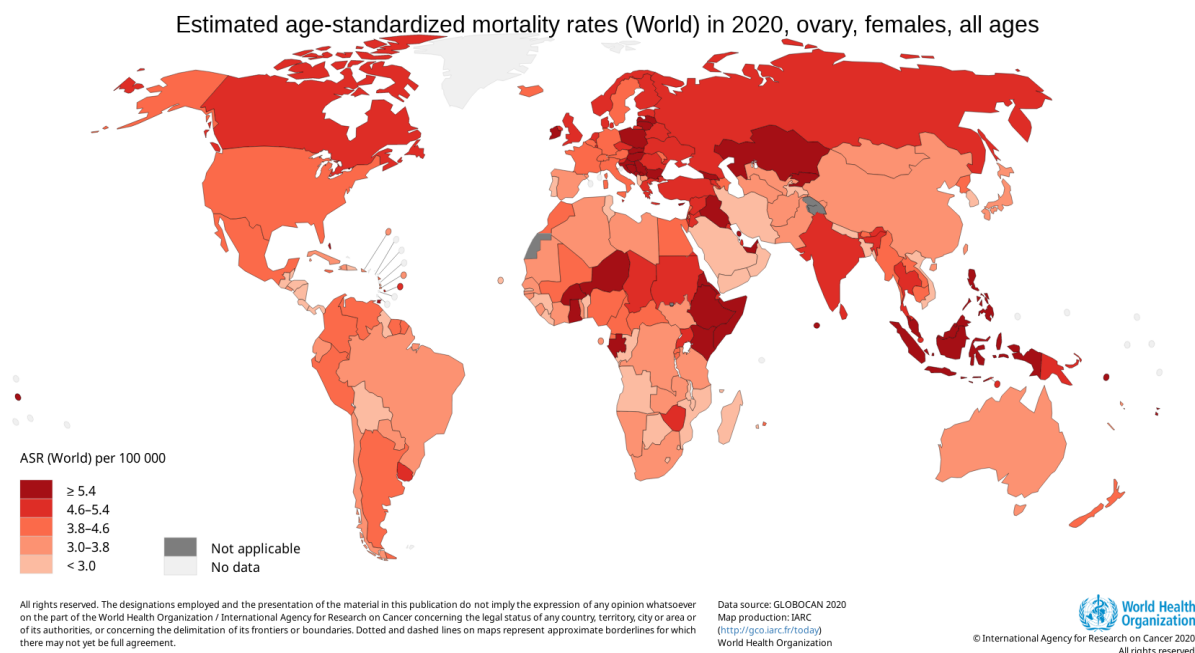 Estimated age-standardized mortality rates (World) in 2020, ovary, females, all ages
ASR (World) per 100 000
≥ 5.4
4.6–5.4
3.8–4.6
3.0–3.8
< 3.0
Not applicable
No data
All rights reserved. The designations employed and the presentation of the material in this publication do not imply the expression of any opinion whatsoever
on the part of the World Health Organization / International Agency for Research on Cancer concerning the legal status of any country, territory, city or area or
of its authorities, or concerning the delimitation of its frontiers or boundaries. Dotted and dashed lines on maps represent approximate borderlines for which
there may not yet be full agreement.
Data source: GLOBOCAN 2020
Map production: IARC
(http://gco.iarc.fr/today)
World Health Organization
World Health
Organization
© International Agency for Research on Cancer 2020
All rights reserved